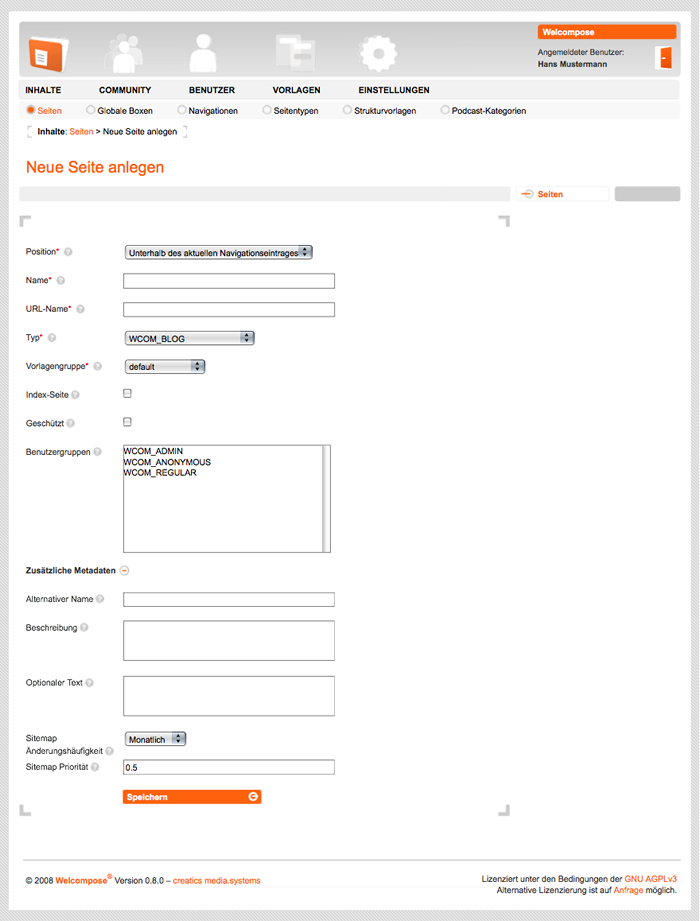 Welcompose
Angemeldeter Benutzer:
Hans Mustermann
INHALTE COMMUNITY BENUTZER VORLAGEN EINSTELLUNGEN
Seiten Globale Boxen Navigationen Seitentypen Strukturvorlagen Podcast-Kategorien
Inhalte: Seiten > Neue Seite anlegen
Neue Seite anlegen
Seiten
Position* ? Unterhalb des aktuellen Navigationseintrages
Name* ?
URL-Name* ?
Typ* ? WCOM_BLOG
Vorlagengruppe* ? default
Index-Seite ?
Geschützt ?
Benutzergruppen ? WCOM_ADMIN
WCOM_ANONYMOUS
WCOM_REGULAR
Zusätzliche Metadaten
Alternativer Name ?
Beschreibung ?
Optionaler Text ?
Sitemap
Änderungshäufigkeit ? Monatlich
Sitemap Priorität ? 0.5
Speichern
© 2008 Welcompose® Version 0.8.0 – creatics media.systems
Lizenziert unter den Bedingungen der GNU AGPLv3
Alternative Lizenzierung ist auf Anfrage möglich.